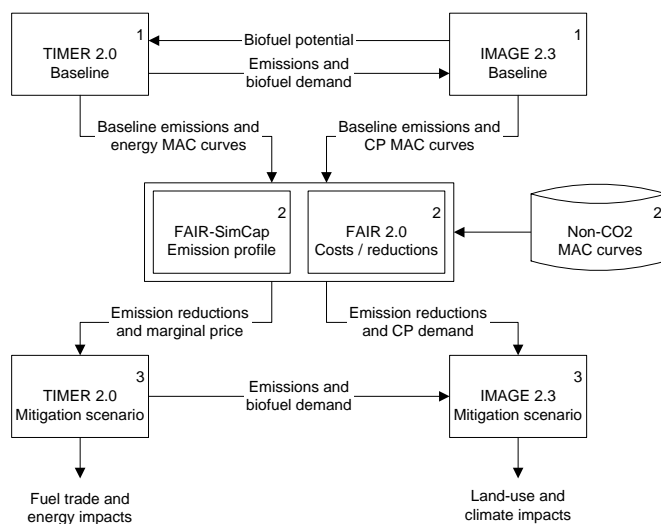 1
TIMER 2.0
Baseline
Biofuel potential
Emissions and
biofuel demand
1
IMAGE 2.3
Baseline
Baseline emissions and
energy MAC curves
Baseline emissions and
CP MAC curves
2
FAIR-SimCap
Emission profile
2
FAIR 2.0
Costs / reductions
2
Non-CO2
MAC curves
Emission reductions
and marginal price
Emission reductions
and CP demand
3
TIMER 2.0
Mitigation scenario
Emissions and
biofuel demand
3
IMAGE 2.3
Mitigation scenario
Fuel trade and
energy impacts
Land-use and
climate impacts